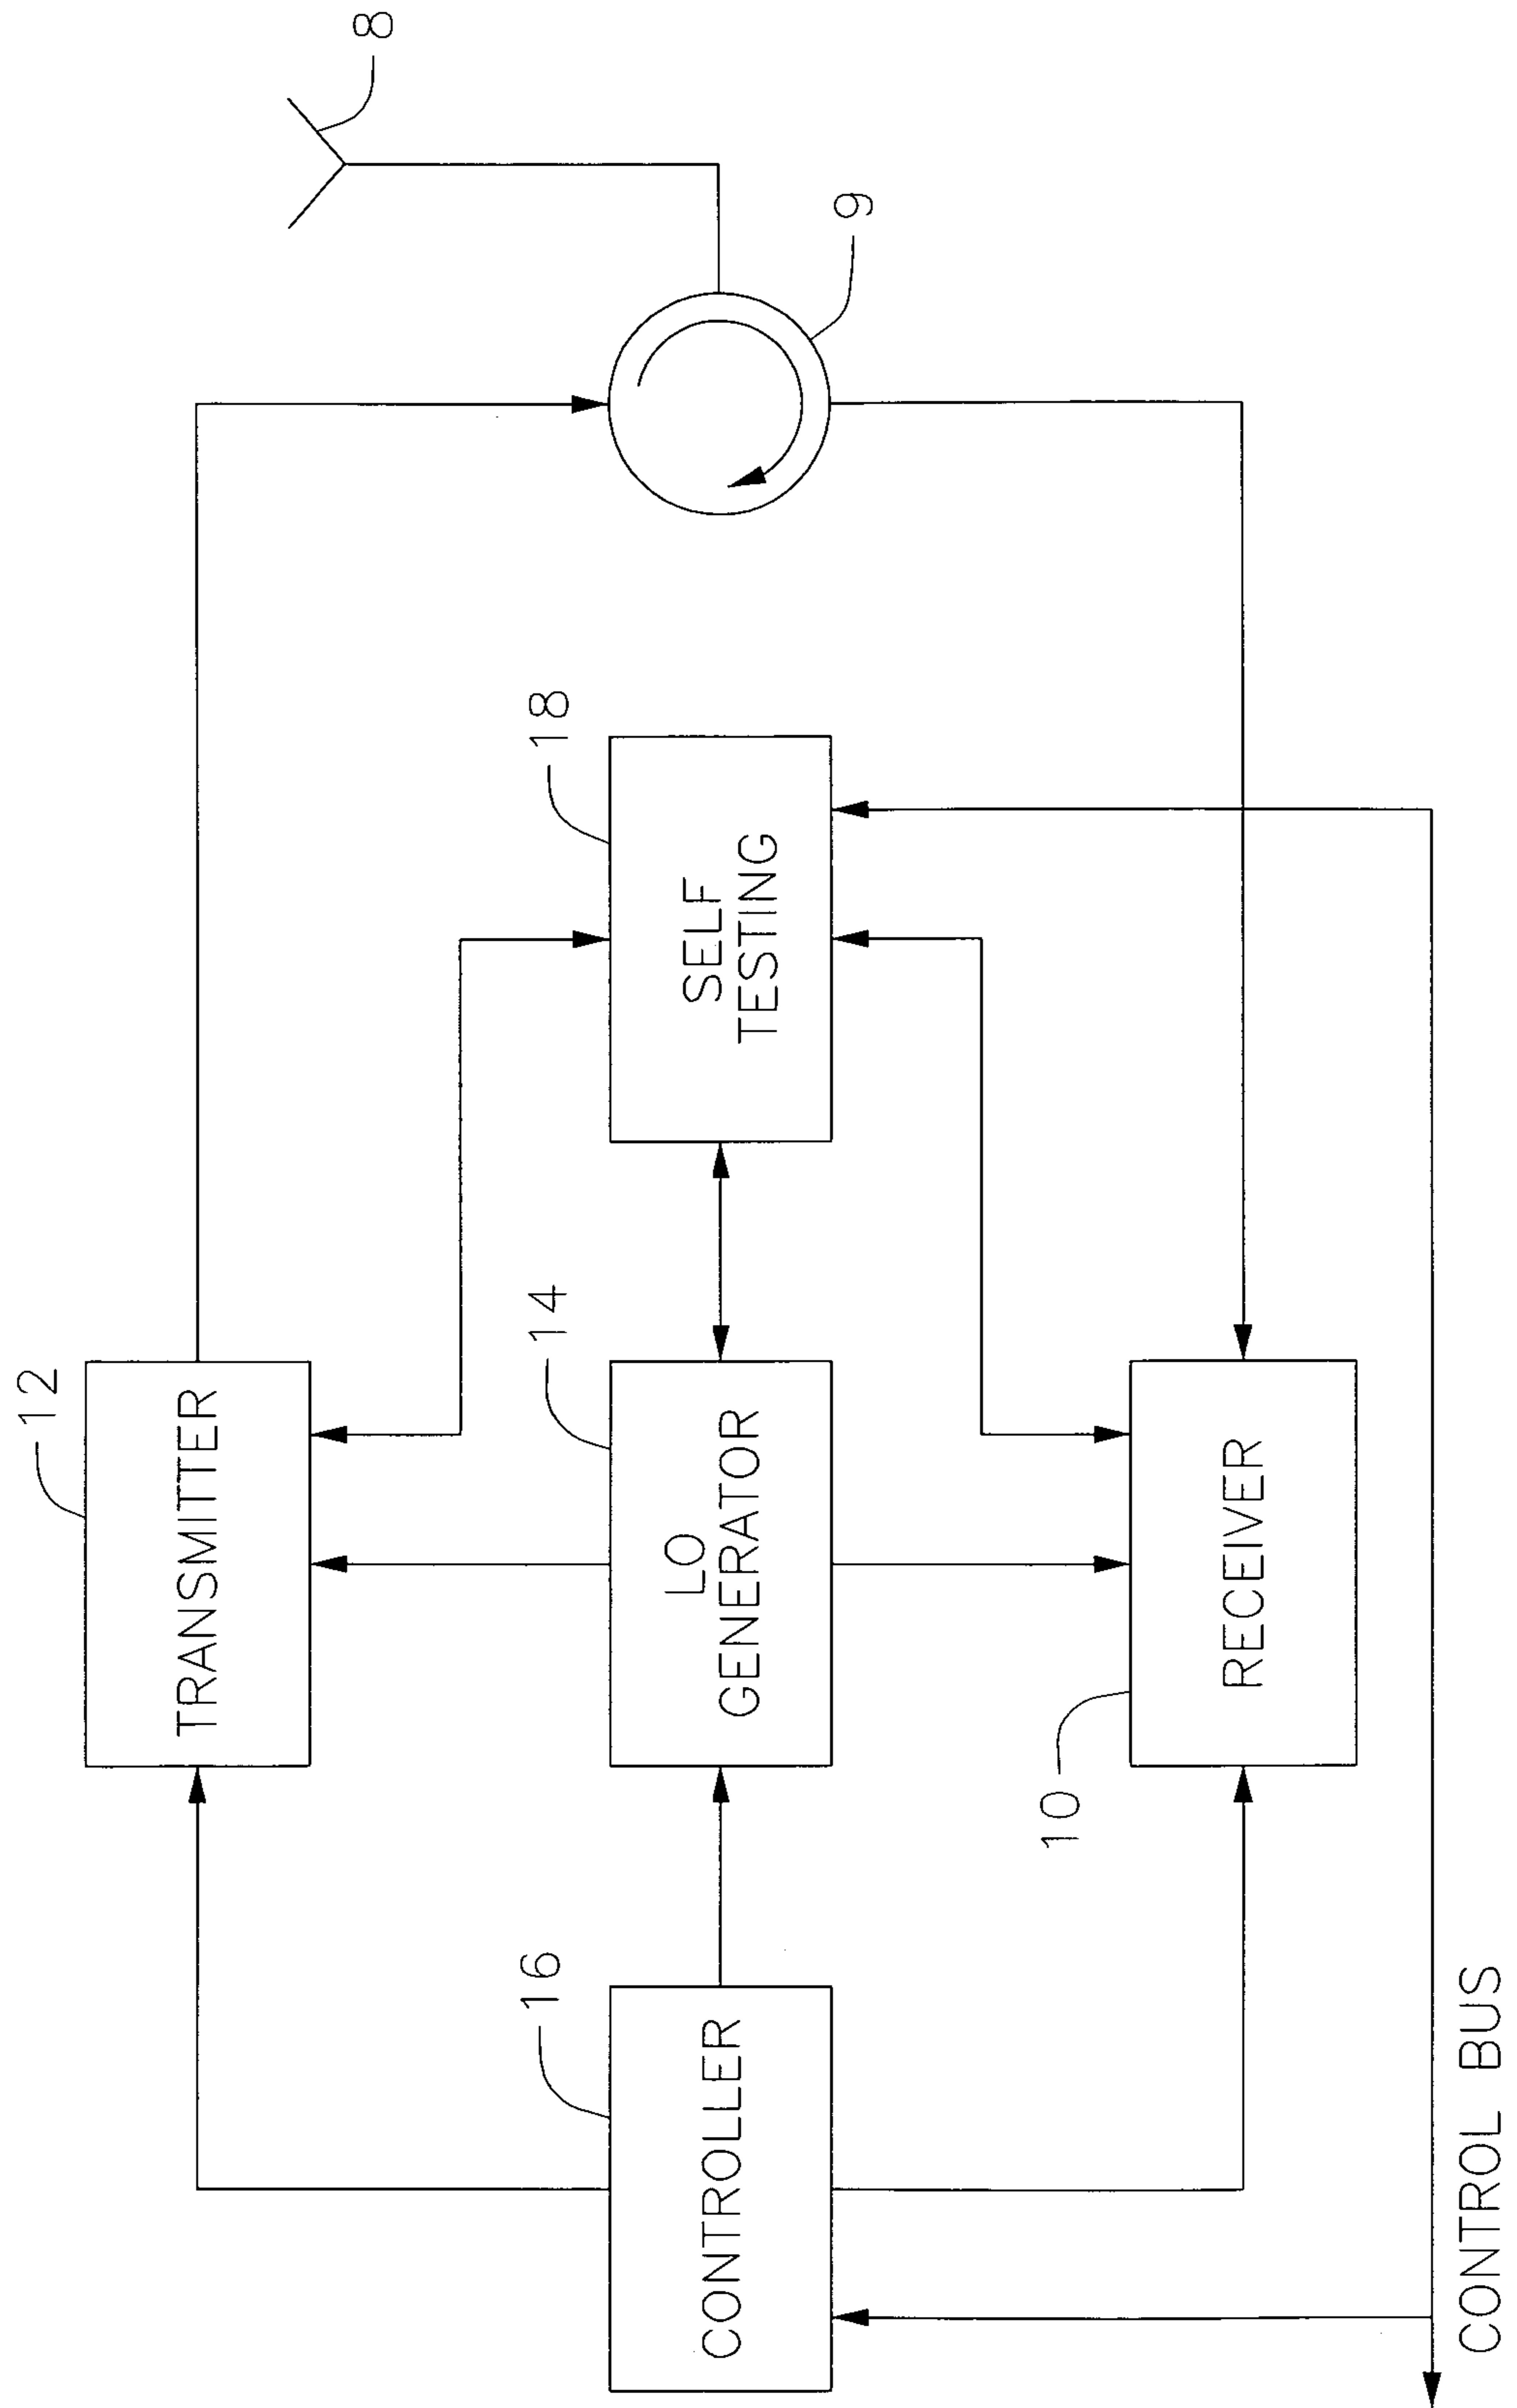 8
12
TRANSMITTER
9
18
SELF
TESTING
14
LO
GENERATOR
16
CONTROLLER
10
RECEIVER
CONTROL BUS